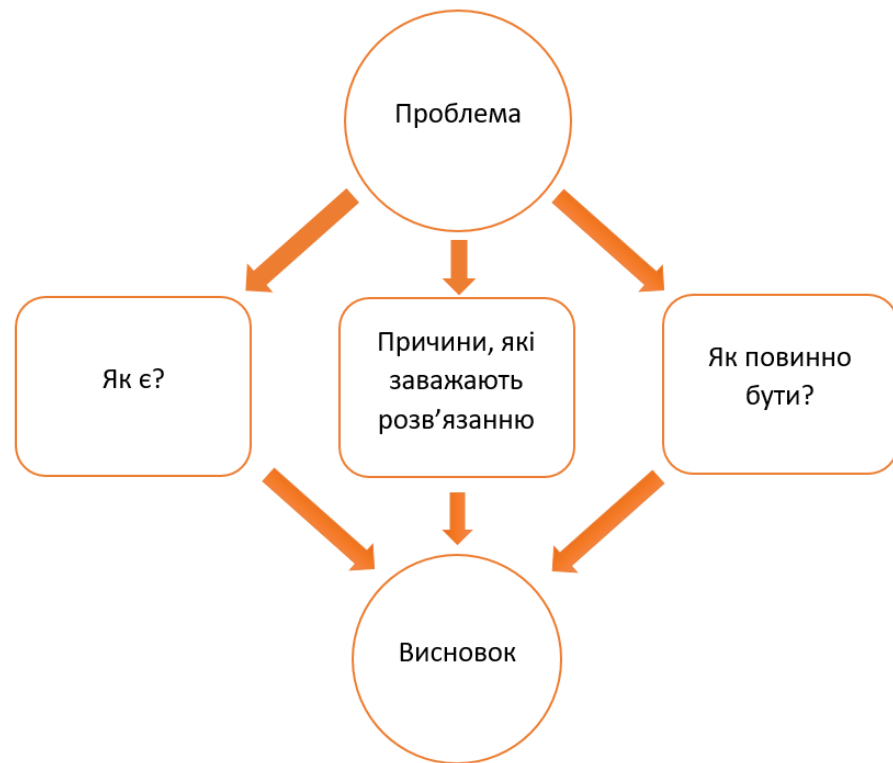 Проблема
Як є?
Причини, які
заважають
розв’язанню
Як повинно
бути?
Висновок